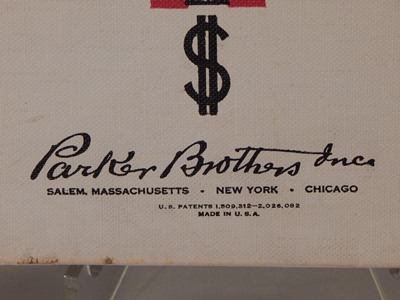 $
Parker Brothers Inc.
SALEM, MASSACHUSETTS • NEW YORK • CHICAGO
U.S. PATENTS 1,509,312—2,026,082
MADE IN U.S.A.